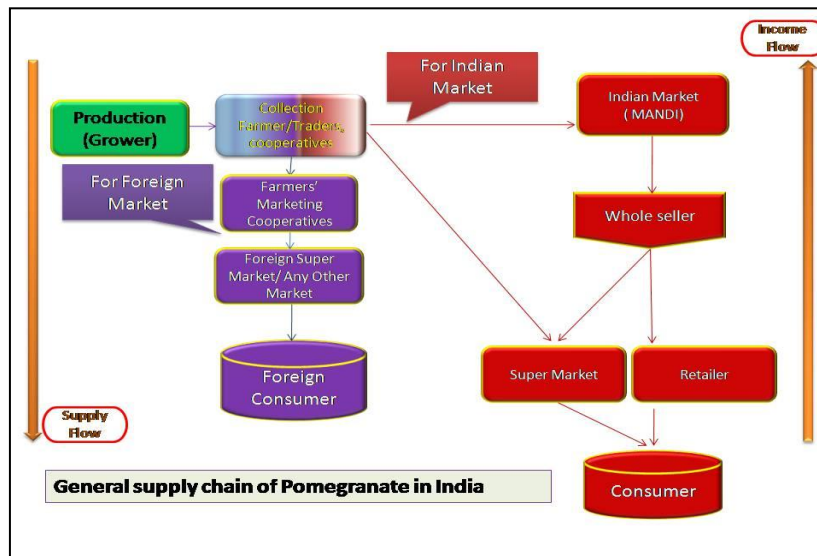 Income
Flow
For Indian
Market
Indian Market
( MANDI)
Production
(Grower)
Collection
Farmer/Traders,
cooperatives
For Foreign
Market
Farmers'
Marketing
Cooperatives
Whole seller
Foreign Super
Market/ Any Other
Market
Super Market
Retailer
Foreign
Consumer
Supply
Flow
General supply chain of Pomegranate in India
Consumer